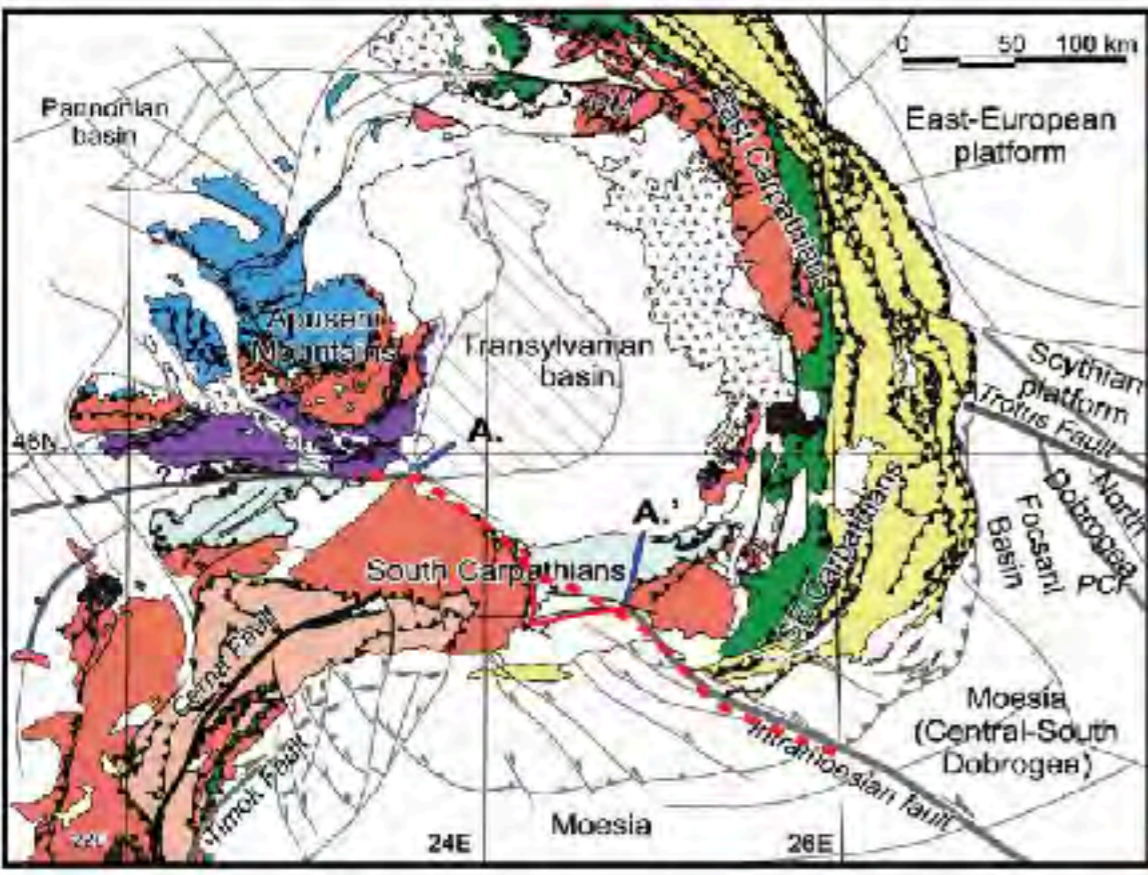 0 50 100 km
Pannonian
basin
East-European
platform
East Carpathians
Apuseni
Mountains
Transylvanian
basin
Scythian
platform
Trotus Fault
46N
A.
North
Dobrogea
Focsani
Basin
PC
A.'
?
South Carpathians
SE Carpathians
Cerna Fault
Timok Fault
Moesia
(Central-South
Dobrogea)
Intramoesian fault
Moesia
22E
24E
26E